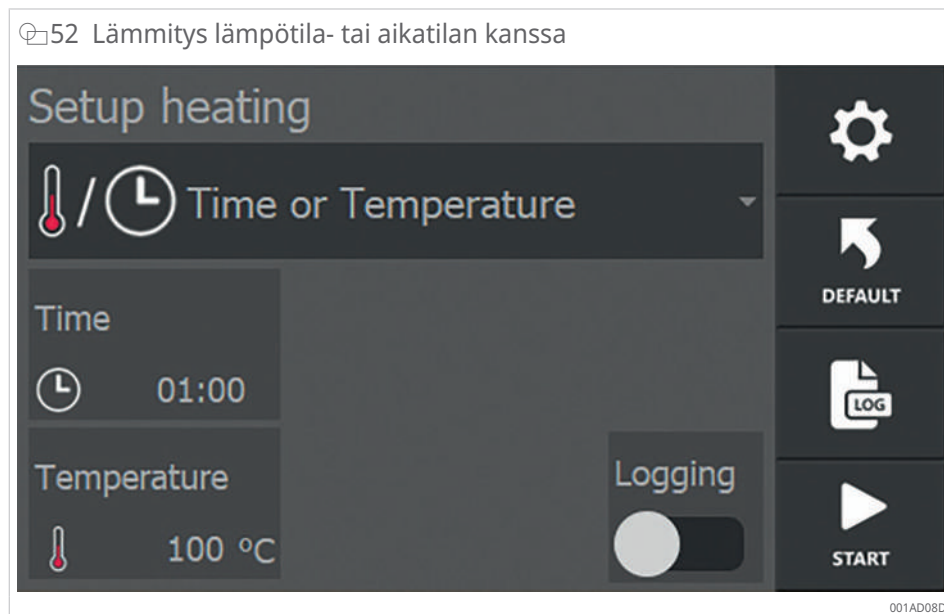 52 Lämmitys lämpötila- tai aikatilan kanssa
Setup heating
/ Time or Temperature
DEFAULT
Time
01:00
LOG
Temperature
100 °C
Logging
START
001AD08D